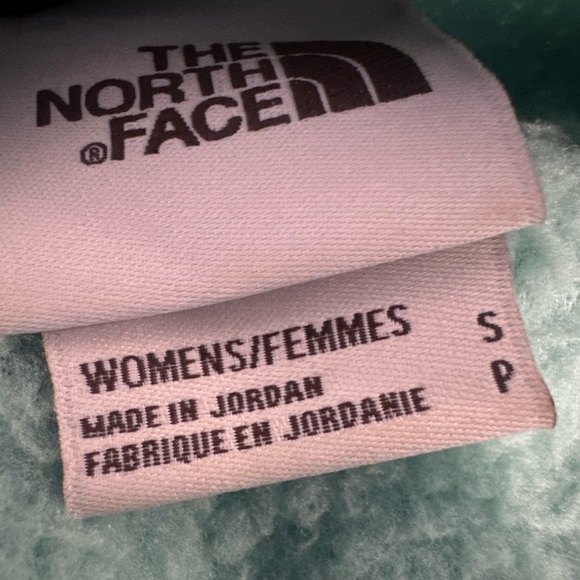 THE
NORTH
®FACE
WOMENS/FEMMES S
MADE IN JORDAN P
FABRIQUE EN JORDANIE